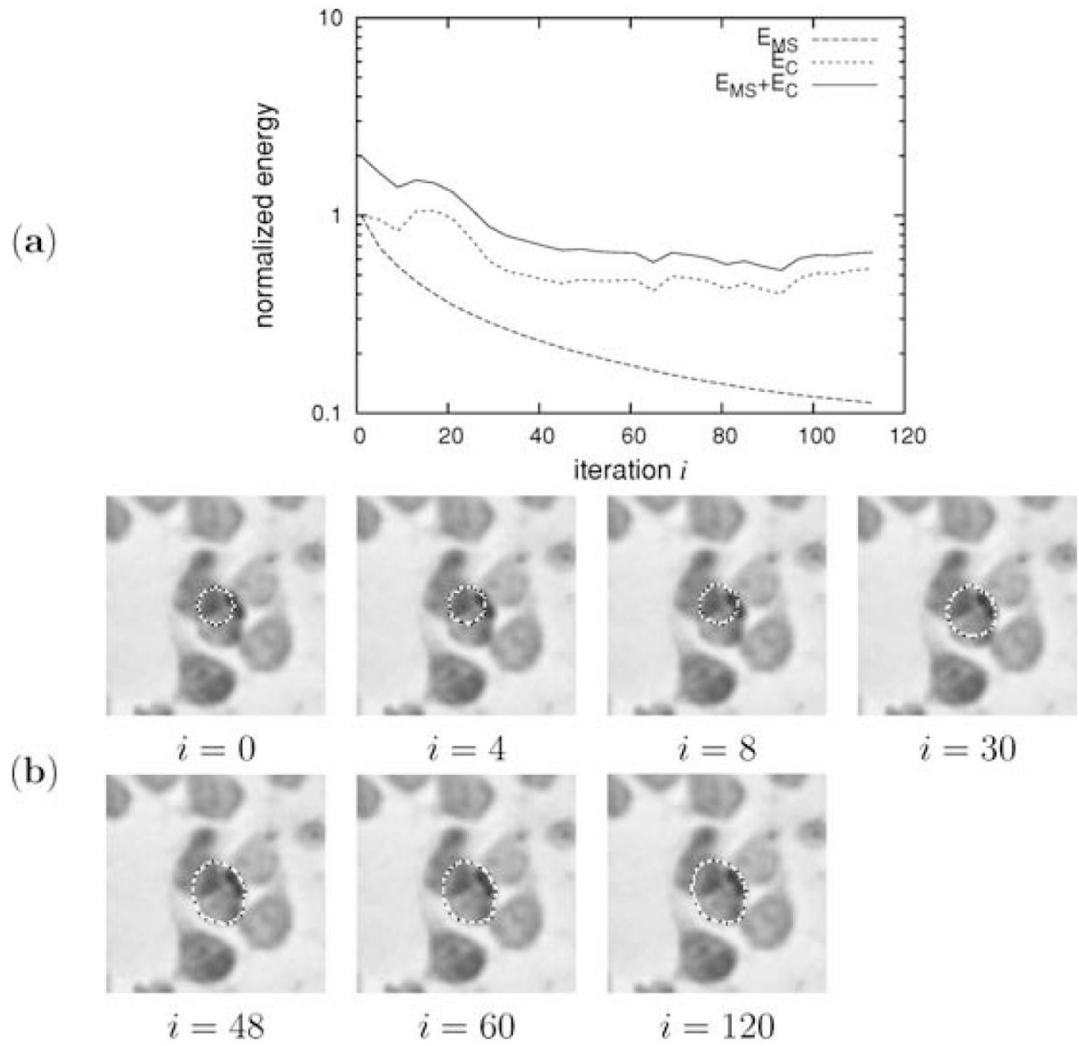 (a)
normalized energy
10
1
0.1
E_MS
E_C
E_MS+E_C
0 20 40 60 80 100 120
iteration i
(b)
i = 0 i = 4 i = 8 i = 30
i = 48 i = 60 i = 120